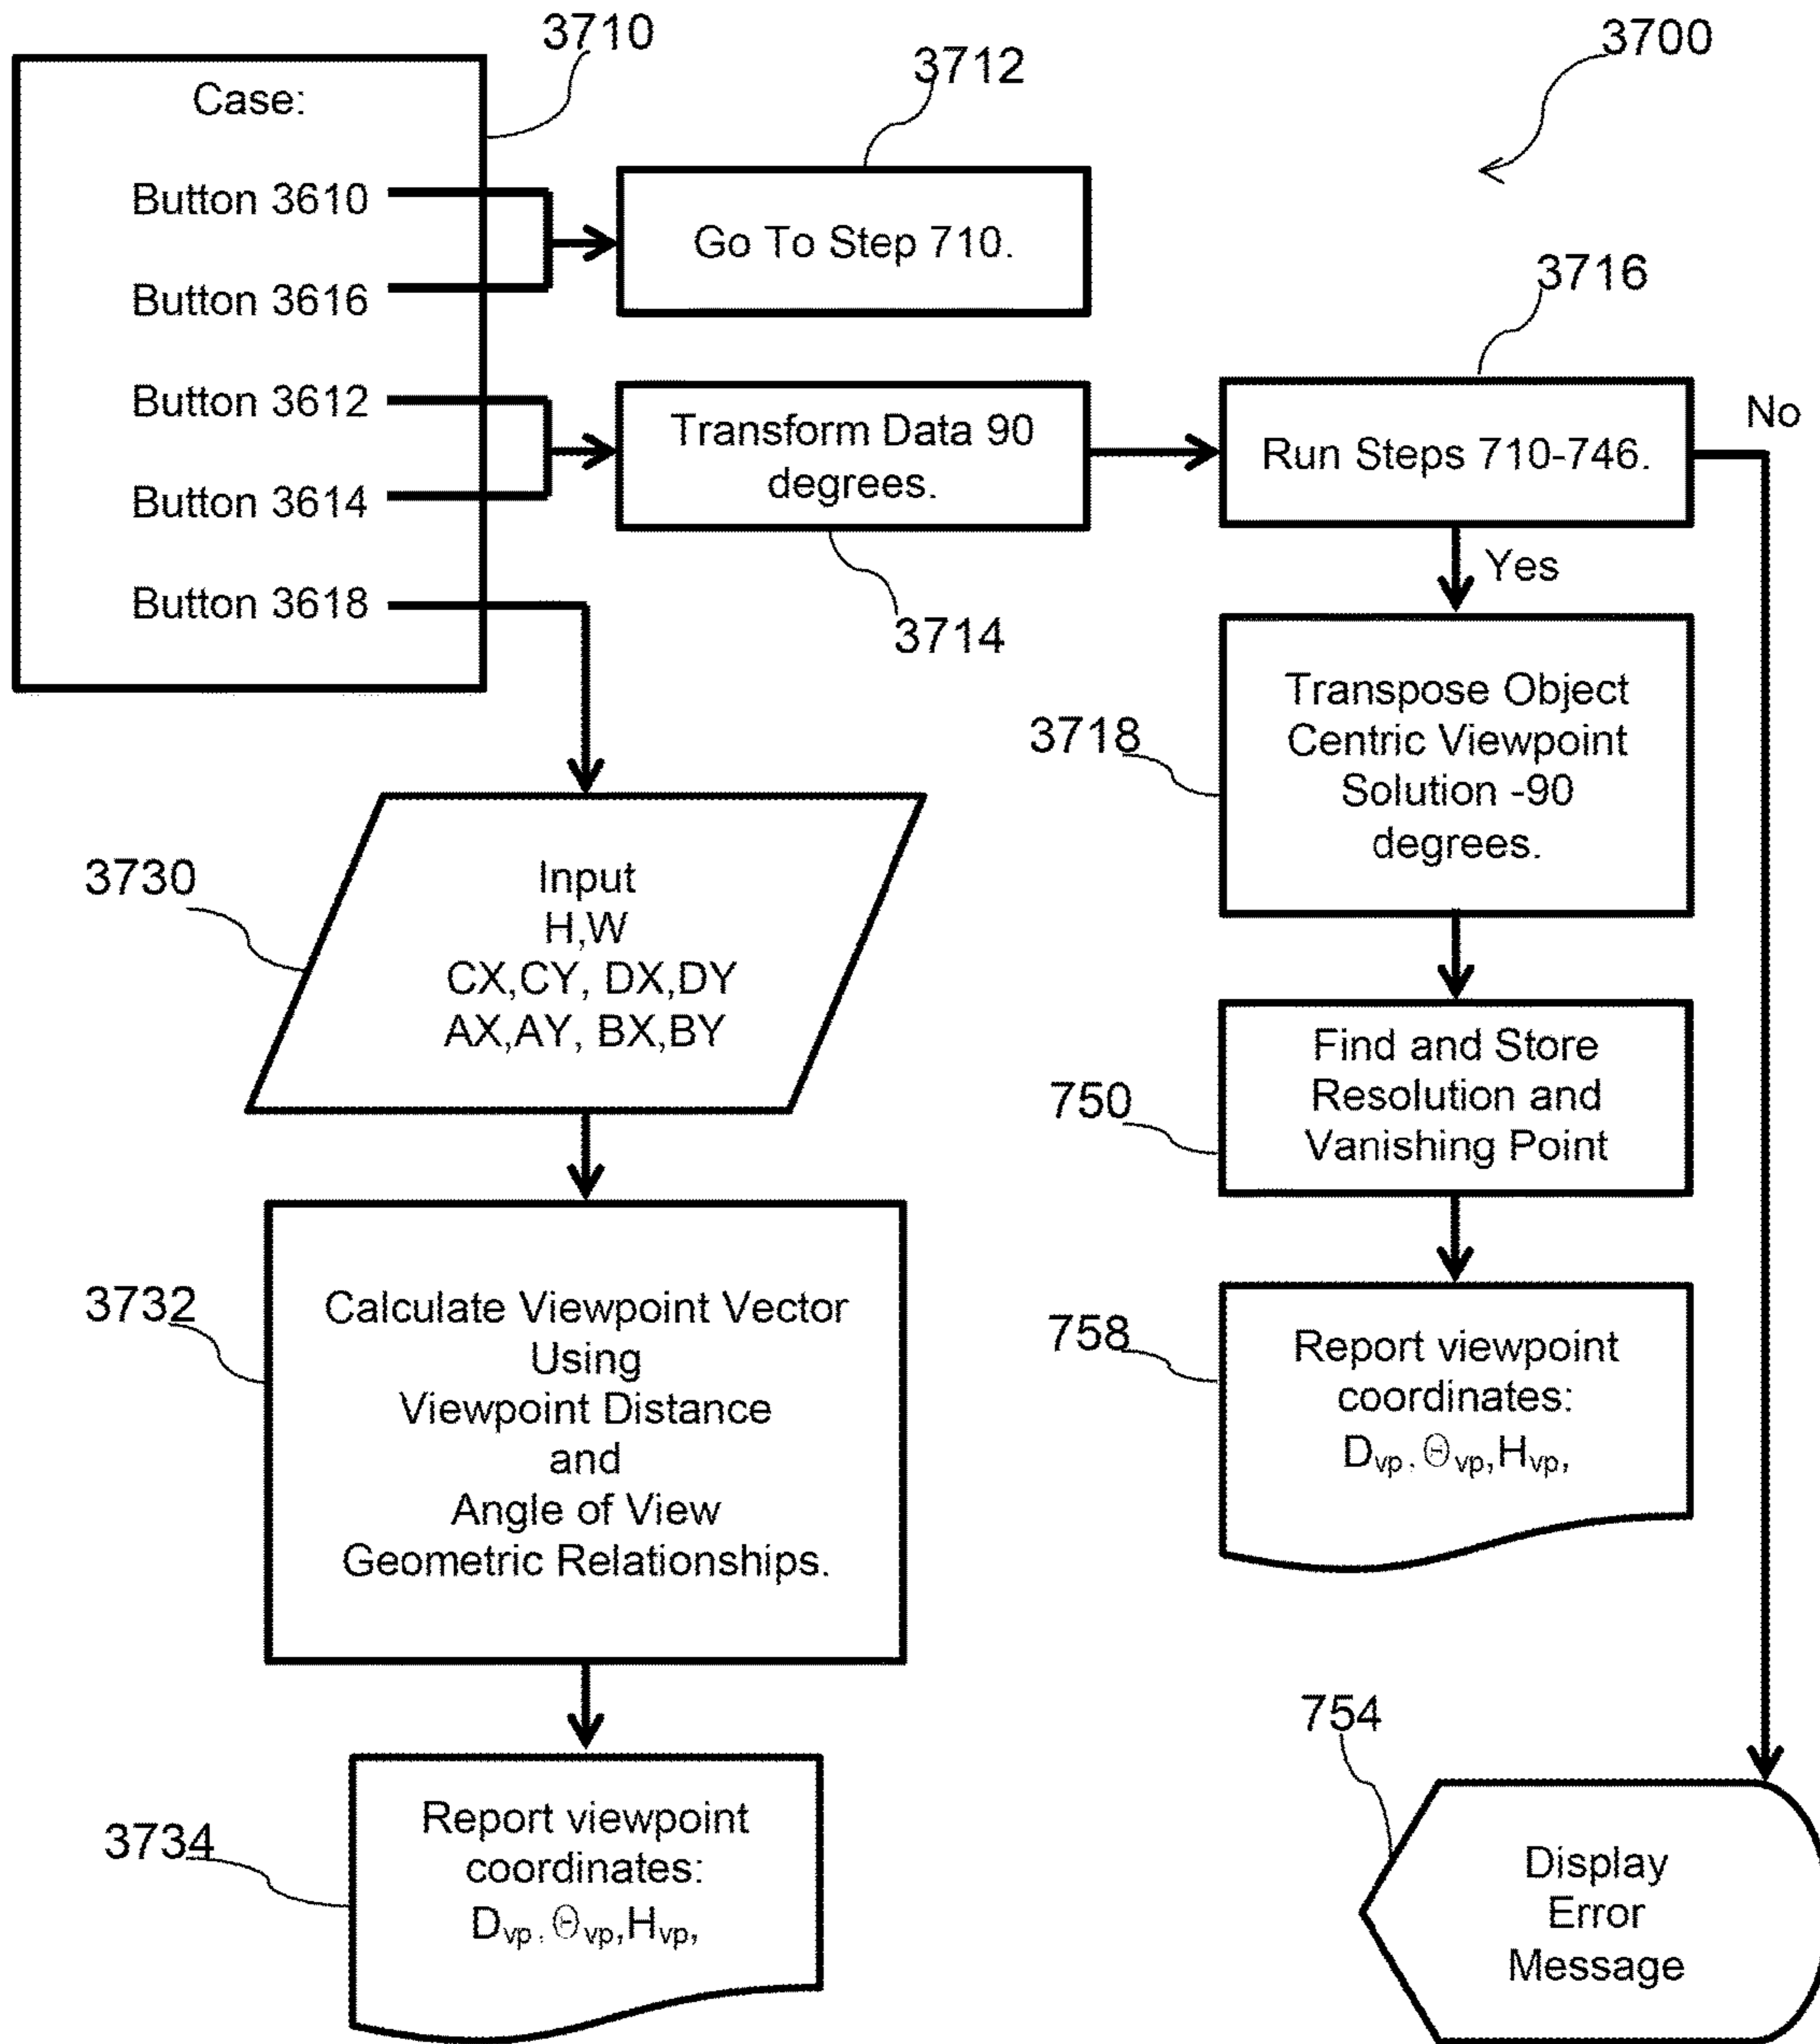 3710
3700
3712
Case:
Button 3610
Button 3616
Button 3612
Button 3614
Button 3618
Go To Step 710.
3716
Transform Data 90
degrees.
3714
Run Steps 710-746.
No
Yes
3718
Transpose Object
Centric Viewpoint
Solution -90
degrees.
3730
Input
H,W
CX,CY, DX,DY
AX,AY, BX,BY
750
Find and Store
Resolution and
Vanishing Point
3732
Calculate Viewpoint Vector
Using
Viewpoint Distance
and
Angle of View
Geometric Relationships.
758
Report viewpoint
coordinates:
Dvp, Θvp,Hvp,
3734
Report viewpoint
coordinates:
Dvp, Θvp,Hvp,
754
Display
Error
Message